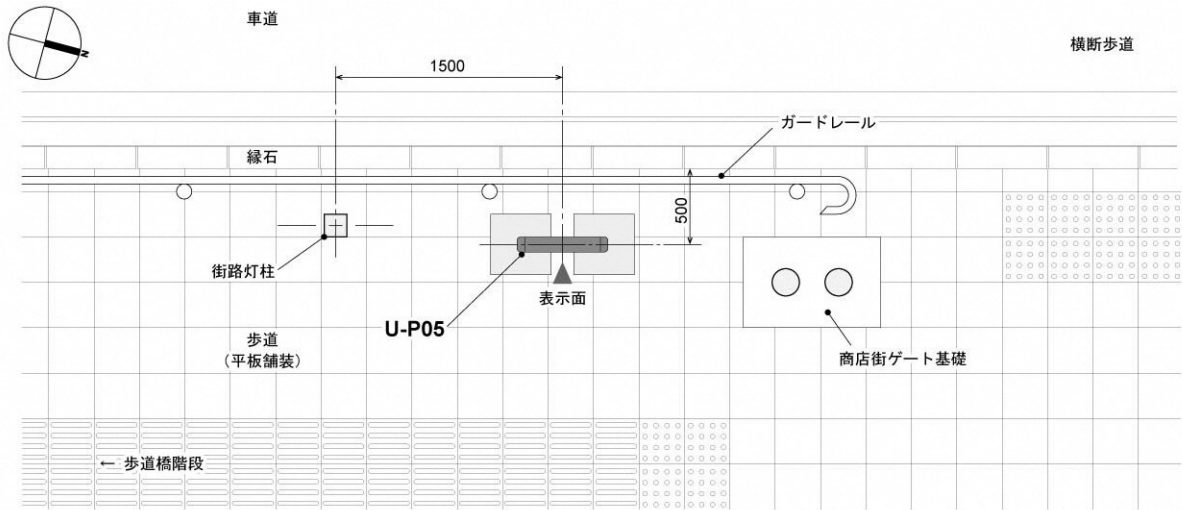 車道
横断歩道
N
1500
ガードレール
縁石
500
街路灯柱
表示面
U-P05
歩道
(平板舗装)
商店街ゲート基礎
← 歩道橋階段